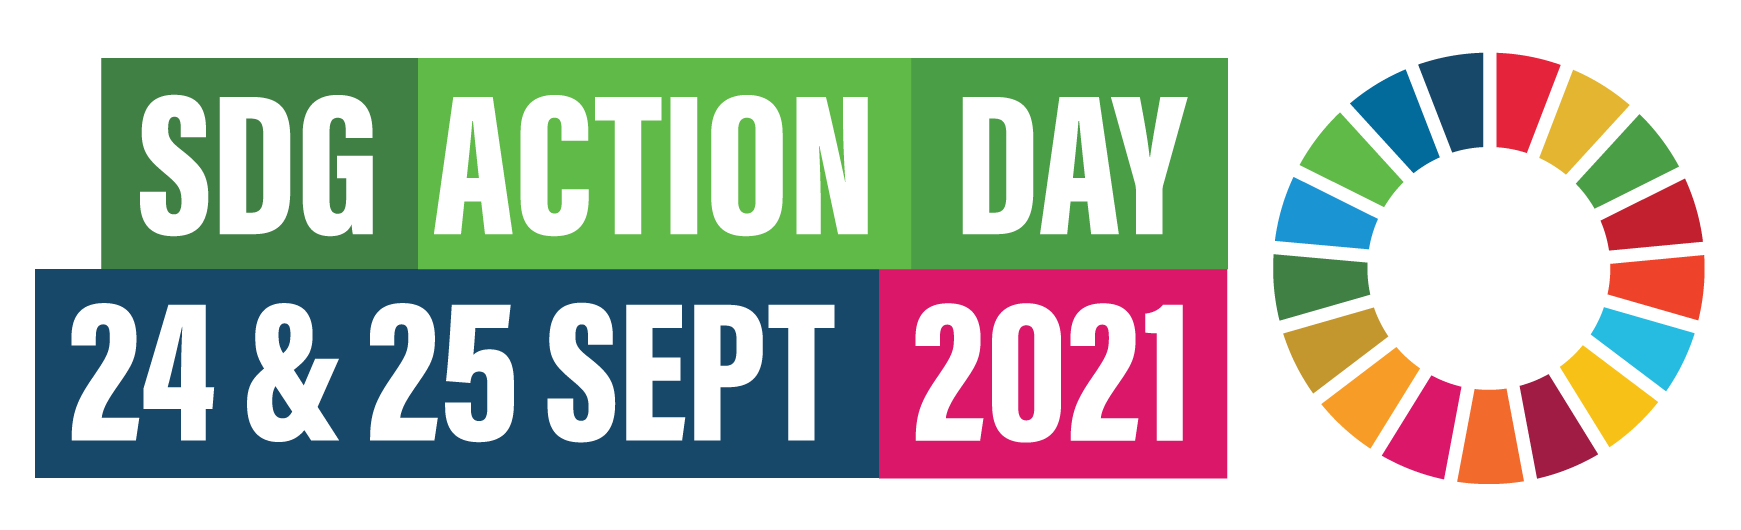 SDG ACTION DAY
24 & 25 SEPT 2021